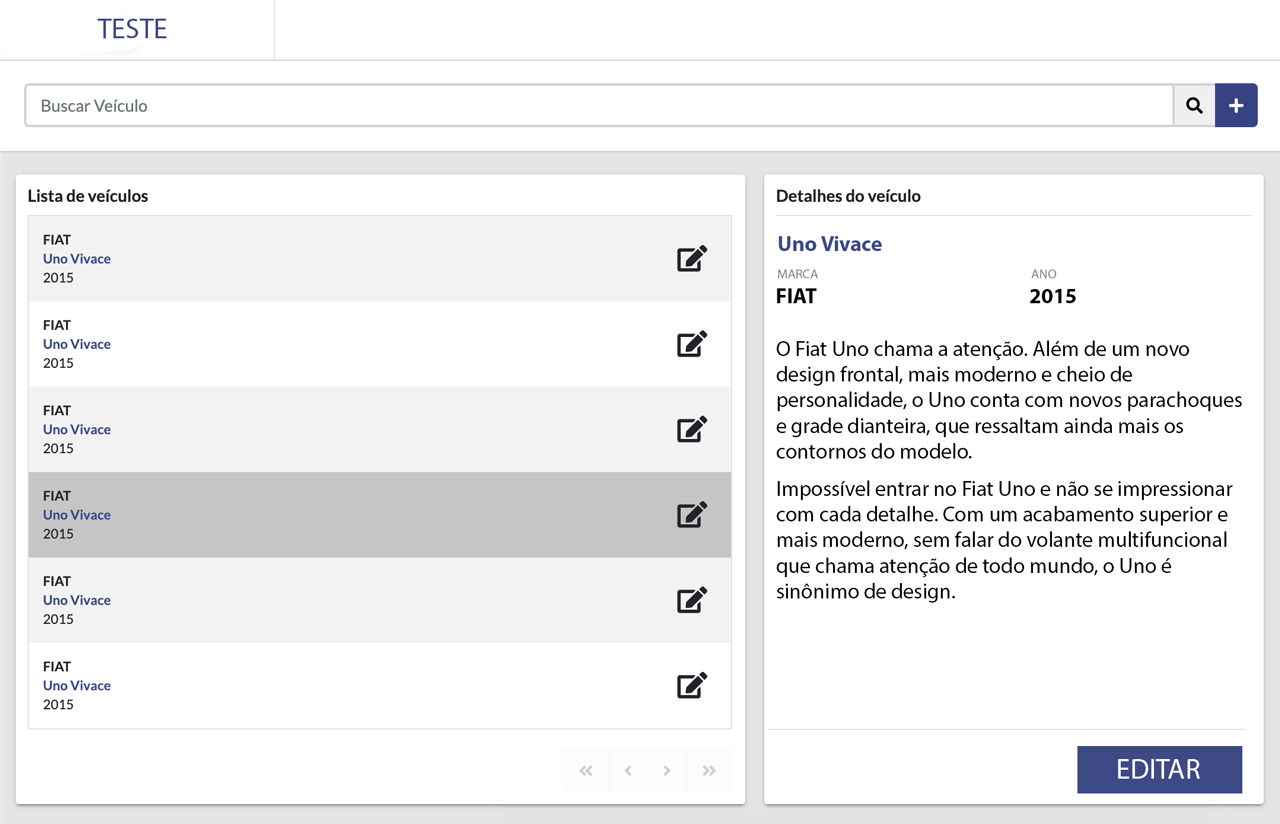 TESTE
Buscar Veículo
Lista de veículos
FIAT
Uno Vivace
2015
FIAT
Uno Vivace
2015
FIAT
Uno Vivace
2015
FIAT
Uno Vivace
2015
FIAT
Uno Vivace
2015
FIAT
Uno Vivace
2015
Detalhes do veículo
Uno Vivace
MARCA ANO
FIAT 2015
O Fiat Uno chama a atenção. Além de um novo
design frontal, mais moderno e cheio de
personalidade, o Uno conta com novos parachoques
e grade dianteira, que ressaltam ainda mais os
contornos do modelo.
Impossível entrar no Fiat Uno e não se impressionar
com cada detalhe. Com um acabamento superior e
mais moderno, sem falar do volante multifuncional
que chama atenção de todo mundo, o Uno é
sinônimo de design.
EDITAR